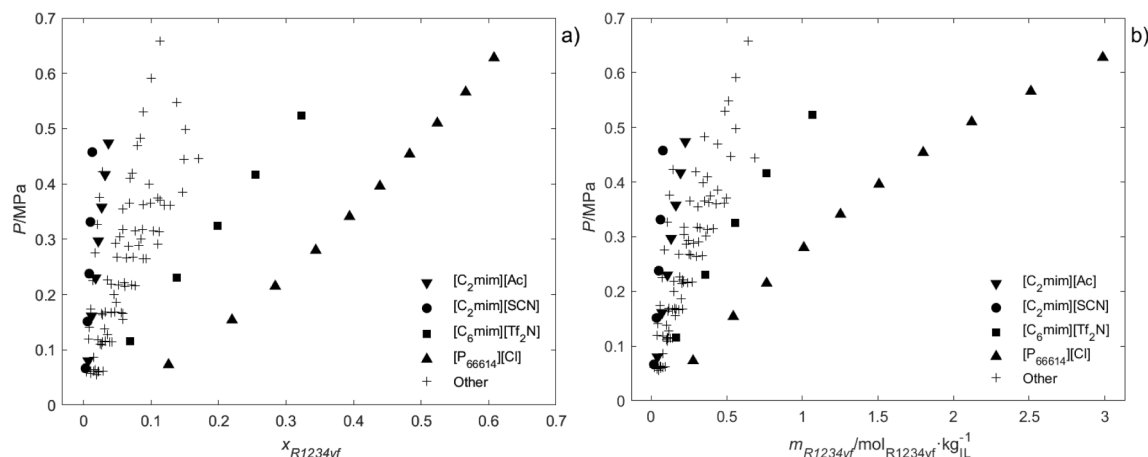 a)
P/MPa
0.7
0.6
0.5
0.4
0.3
0.2
0.1
0
0 0.1 0.2 0.3 0.4 0.5 0.6 0.7
x_R1234yf
[C₂mim][Ac]
[C₂mim][SCN]
[C₆mim][Tf₂N]
[P₆₆₆₁₄][Cl]
Other
b)
P/MPa
0.7
0.6
0.5
0.4
0.3
0.2
0.1
0
0 0.5 1 1.5 2 2.5 3
m_R1234yf/mol_R1234yf·kg_IL⁻¹
[C₂mim][Ac]
[C₂mim][SCN]
[C₆mim][Tf₂N]
[P₆₆₆₁₄][Cl]
Other